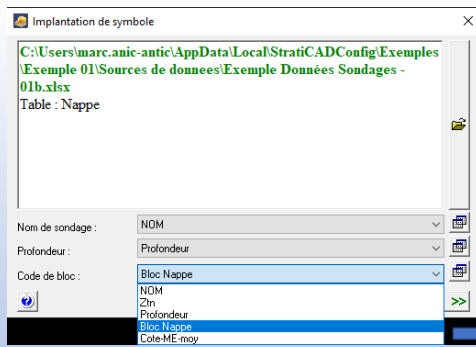 Implantation de symbole
C:\Users\marc.anic-antic\AppData\Local\StratiCADConfig\Exemples
\Exemple 01\Sources de donnees\Exemple Données Sondages -
01b.xlsx
Table : Nappe
Nom de sondage : NOM
Profondeur : Profondeur
Code de bloc : Bloc Nappe
NOM
Ztn
Profondeur
Bloc Nappe
Cote-ME-moy
>>